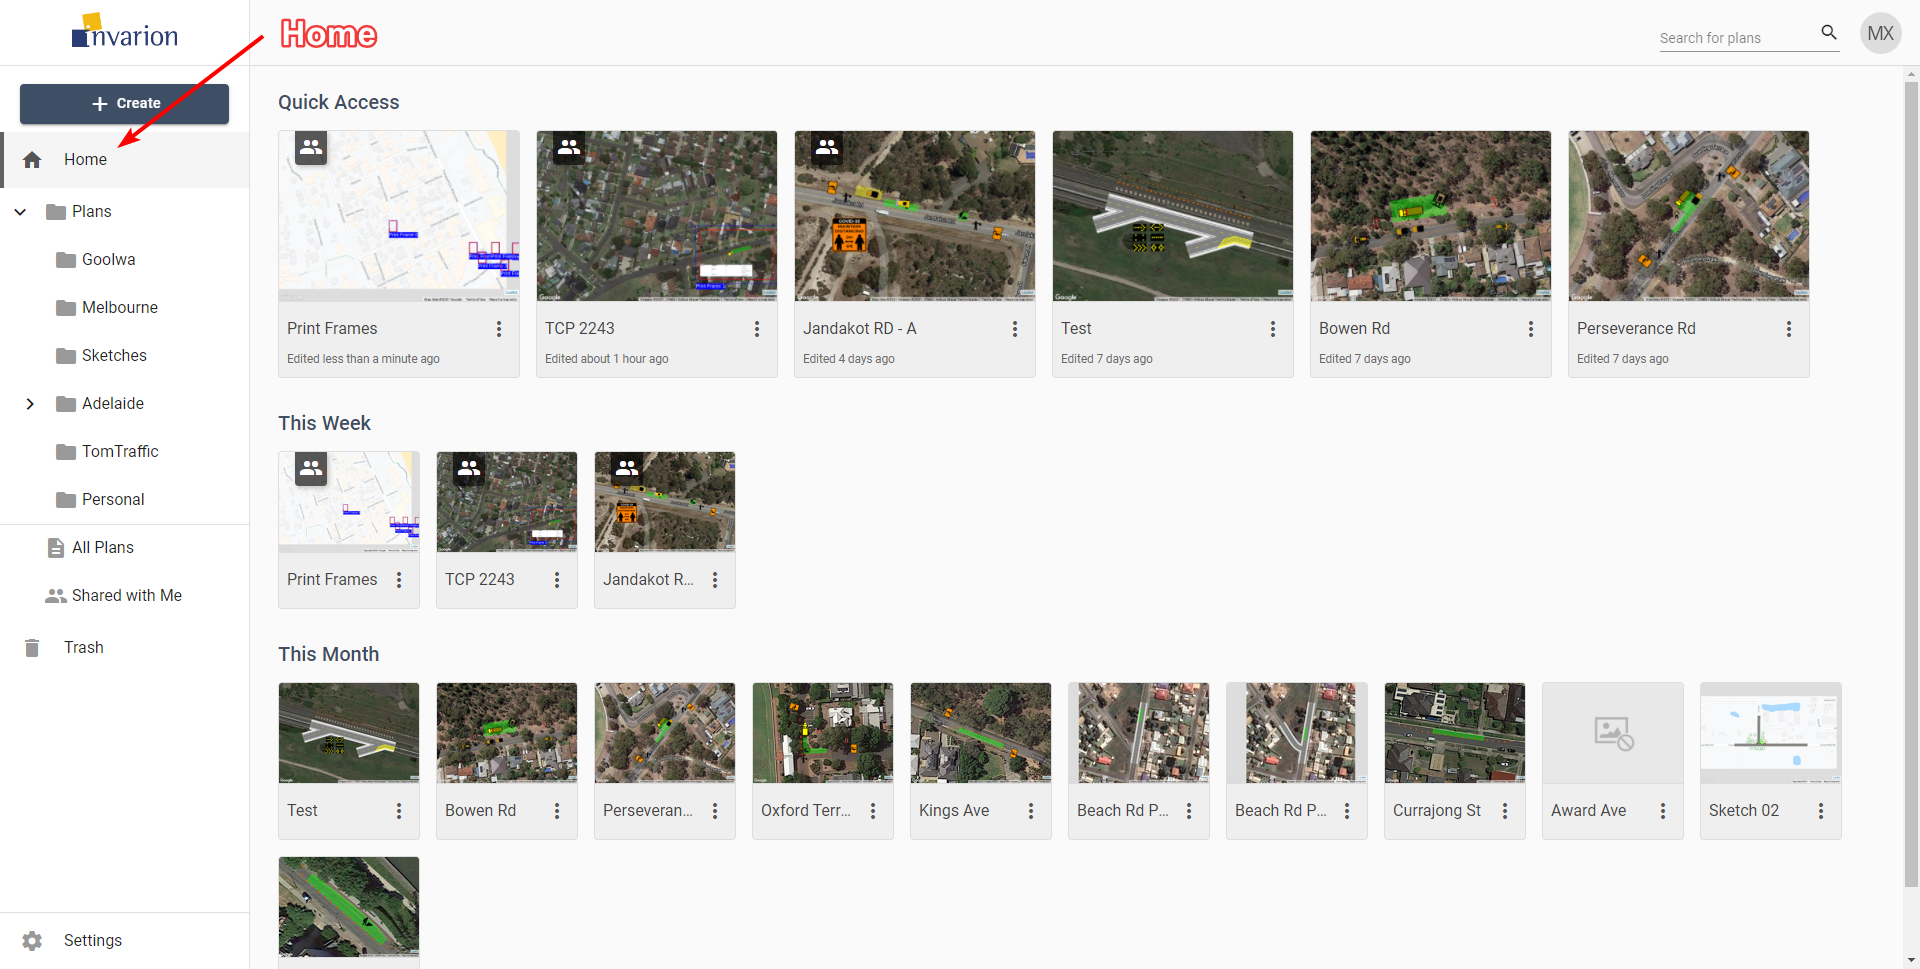 invarion
Home
Search for plans
MX
Create
Home
Plans
Goolwa
Melbourne
Sketches
Adelaide
TomTraffic
Personal
All Plans
Shared with Me
Trash
Settings
Quick Access
Print Frames
Edited less than a minute ago
TCP 2243
Edited about 1 hour ago
Jandakot RD - A
Edited 4 days ago
Test
Edited 7 days ago
Bowen Rd
Edited 7 days ago
Perseverance Rd
Edited 7 days ago
This Week
Print Frames
TCP 2243
Jandakot R...
This Month
Test
Bowen Rd
Perseveran...
Oxford Terr...
Kings Ave
Beach Rd P...
Beach Rd P...
Currajong St
Award Ave
Sketch 02